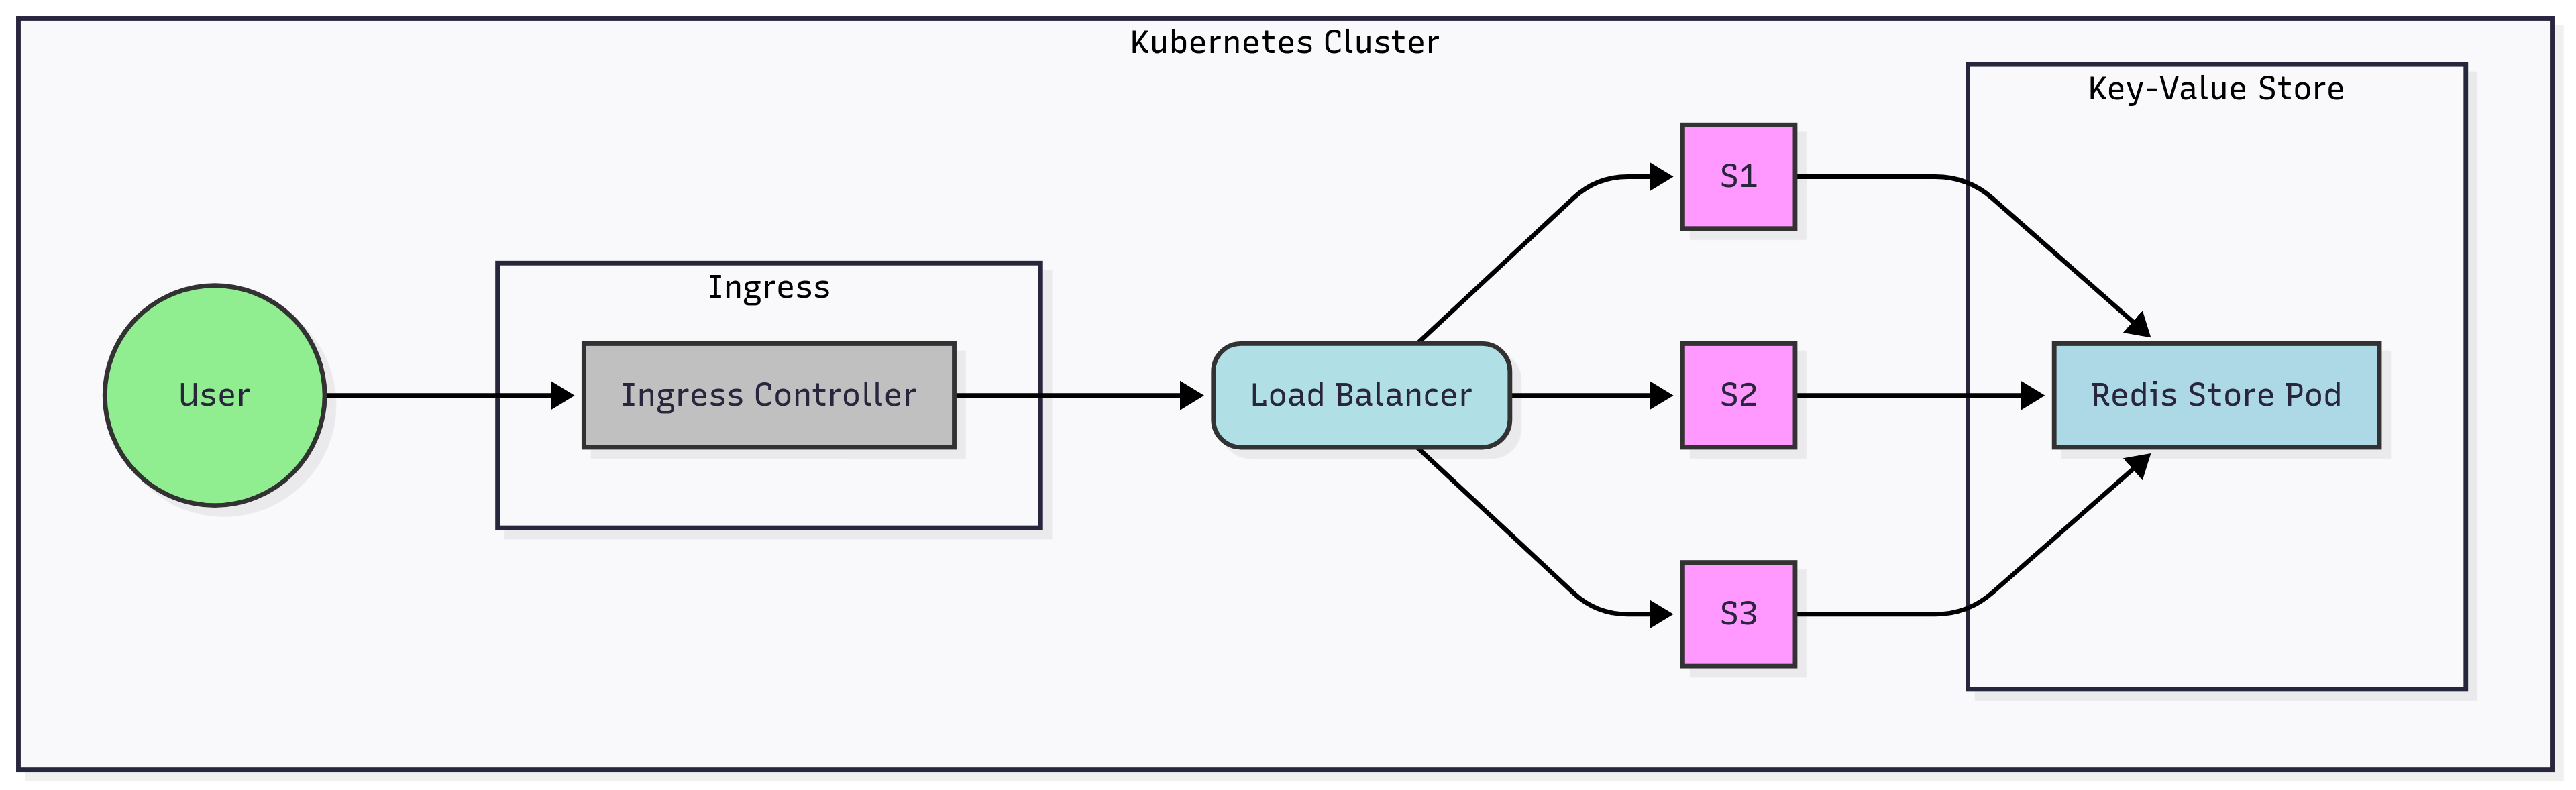 Kubernetes Cluster
Key-Value Store
S1
Ingress
User
Ingress Controller
Load Balancer
S2
Redis Store Pod
S3